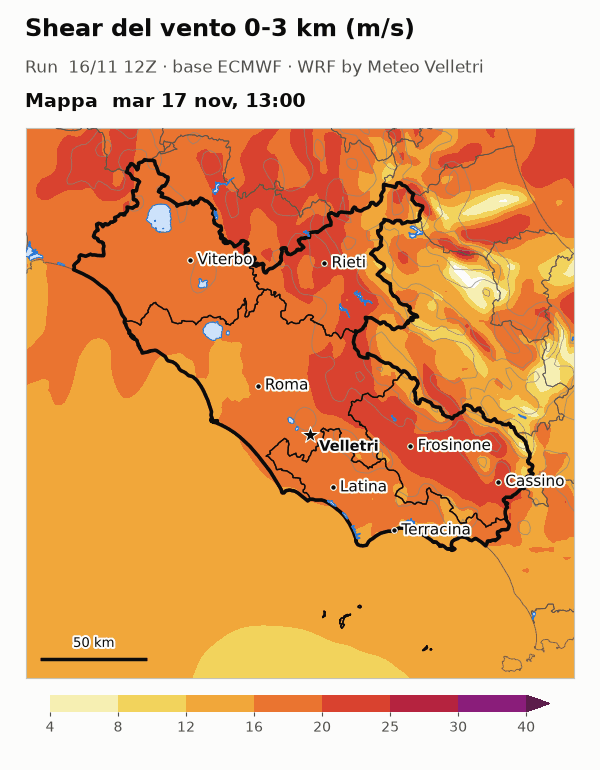 Shear del vento 0-3 km (m/s)
Run 16/11 12Z · base ECMWF · WRF by Meteo Velletri
Mappa mar 17 nov, 13:00
Viterbo
Rieti
Roma
Velletri
Frosinone
Cassino
Latina
Terracina
50 km
4 8 12 16 20 25 30 40